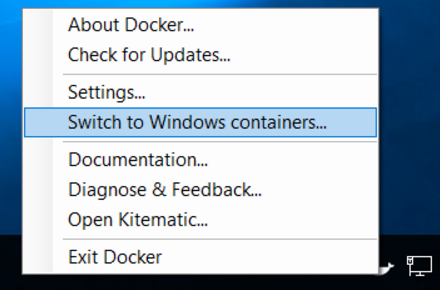 About Docker...
Check for Updates...
Settings...
Switch to Windows containers...
Documentation...
Diagnose & Feedback...
Open Kitematic...
Exit Docker